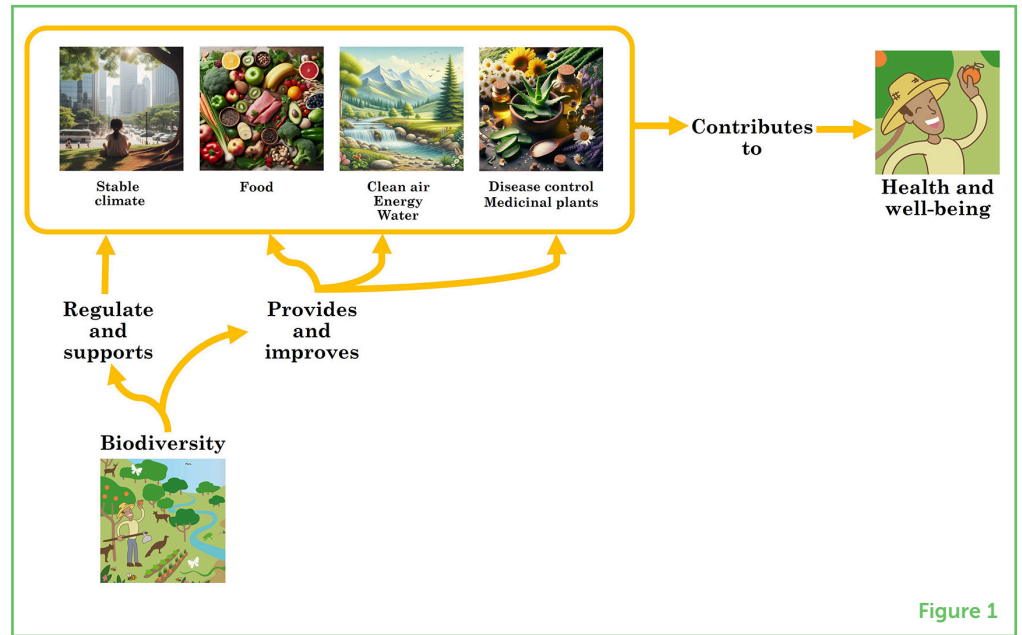 Stable
climate
Food
Clean air
Energy
Water
Disease control
Medicinal plants
Contributes
to
Health and
well-being
Regulate
and
supports
Provides
and
improves
Biodiversity
Figure 1